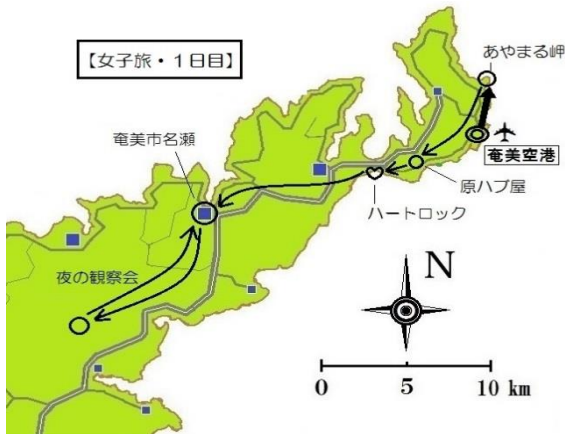 【女子旅・１日目】
あやまる岬
奄美空港
原ハブ屋
ハートロック
奄美市名瀬
夜の観察会
N
0 5 10 km